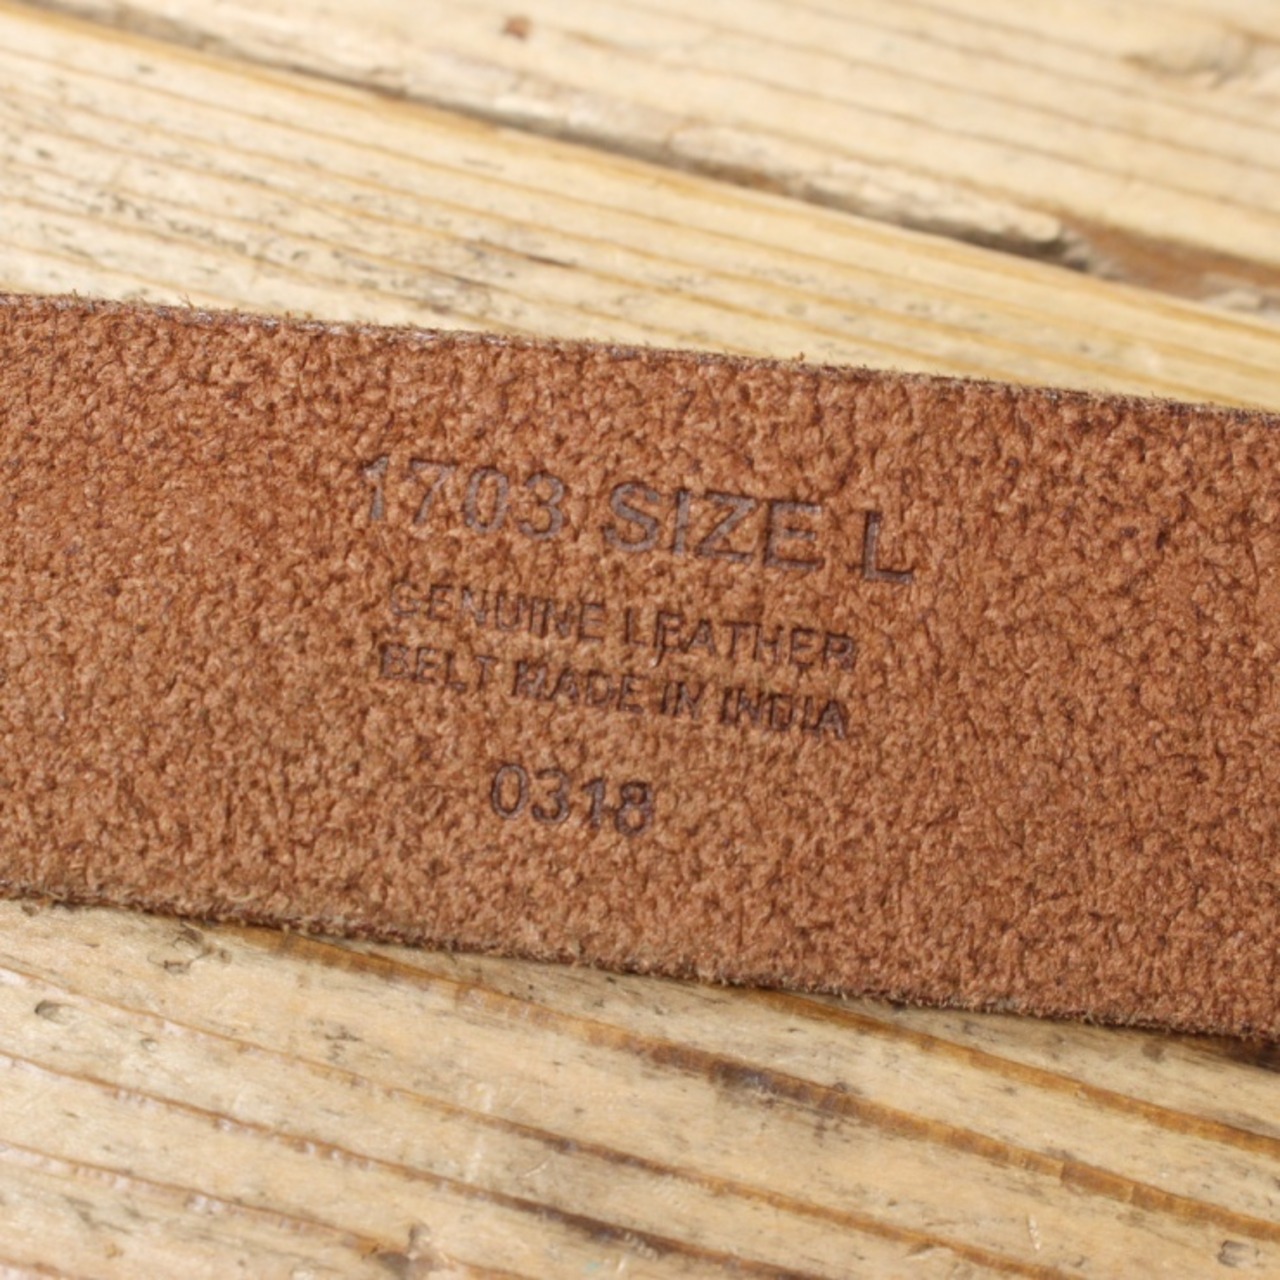 1703 SIZE L
GENUINE LEATHER
BELT MADE IN INDIA
0318